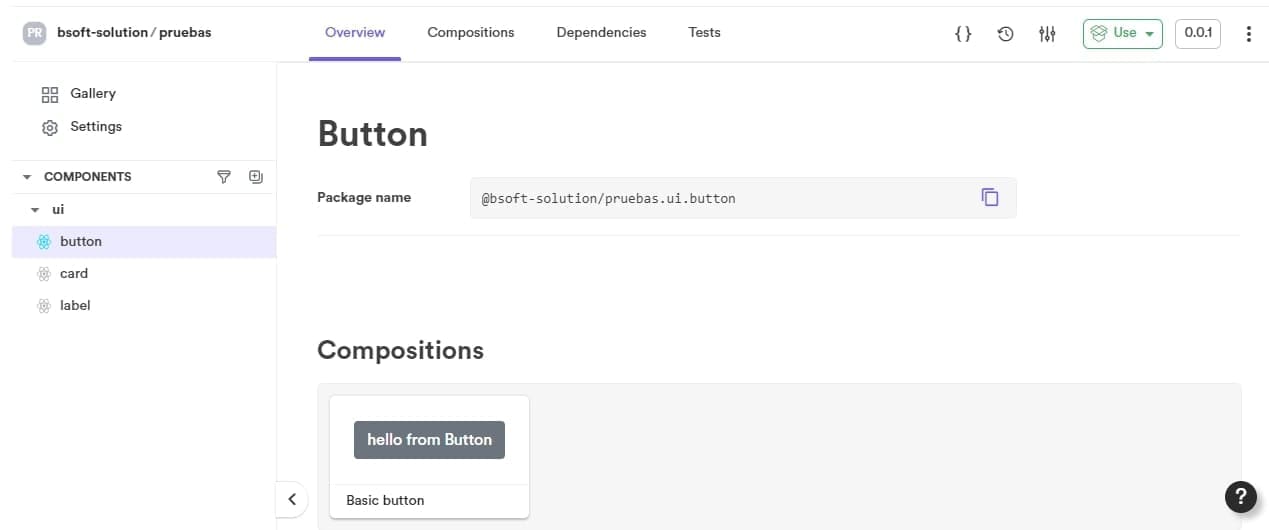 PR bsoft-solution / pruebas Overview Compositions Dependencies Tests {} Use 0.0.1
Gallery
Settings
COMPONENTS
ui
button
card
label
Button
Package name @bsoft-solution/pruebas.ui.button
Compositions
hello from Button
Basic button
?